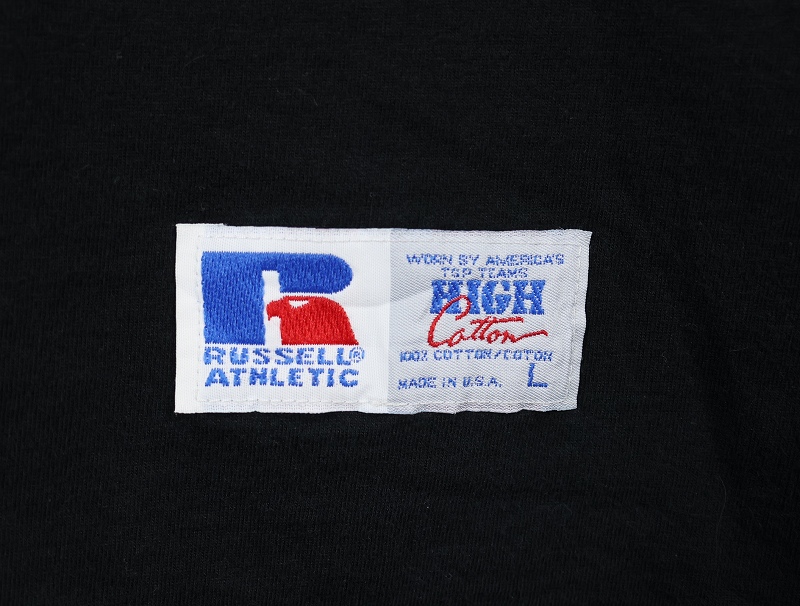 RUSSELL®
ATHLETIC
WORN BY AMERICA'S
TOP TEAMS
HIGH
Cotton
100% COTTON/COTON
MADE IN U.S.A. L